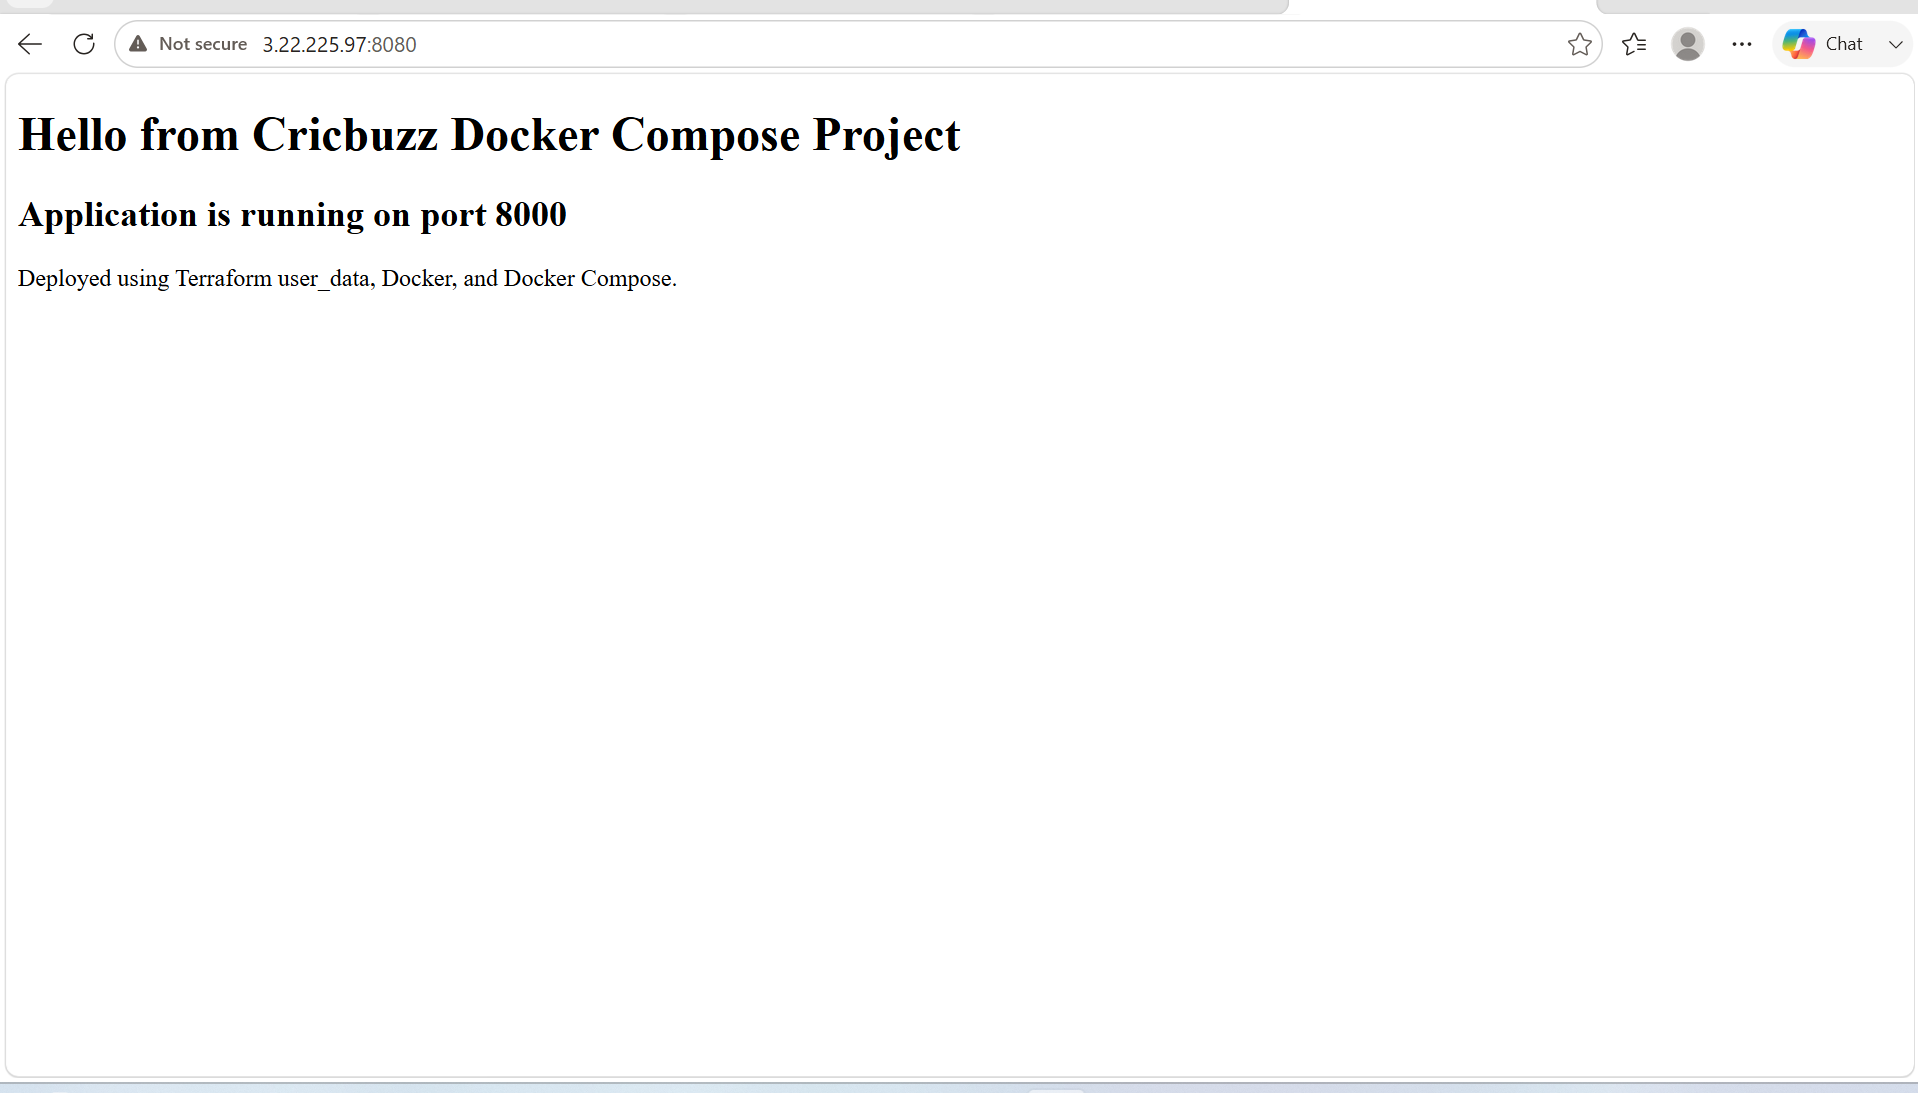 Not secure 3.22.225.97:8080
Chat
Hello from Cricbuzz Docker Compose Project
Application is running on port 8000
Deployed using Terraform user_data, Docker, and Docker Compose.